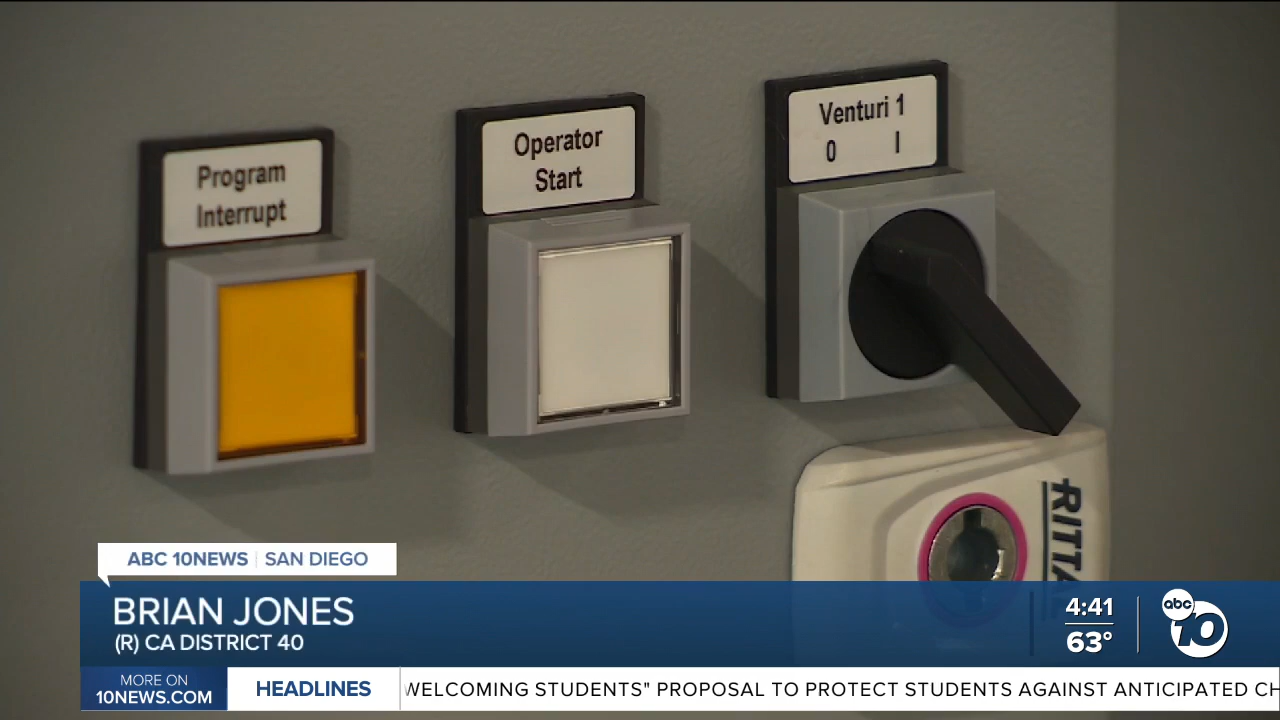 Program
Interrupt
Operator
Start
Venturi 1
0 I
ABC 10NEWS | SAN DIEGO
BRIAN JONES
(R) CA DISTRICT 40
4:41
63°
abc
10
MORE ON
10NEWS.COM
HEADLINES
WELCOMING STUDENTS" PROPOSAL TO PROTECT STUDENTS AGAINST ANTICIPATED CH